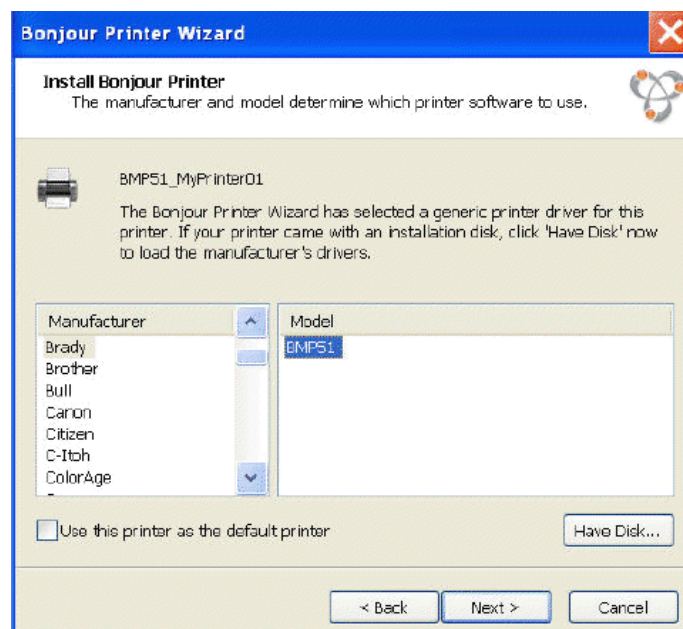 Bonjour Printer Wizard
Install Bonjour Printer
The manufacturer and model determine which printer software to use.
BMP51_MyPrinter01
The Bonjour Printer Wizard has selected a generic printer driver for this
printer. If your printer came with an installation disk, click 'Have Disk' now
to load the manufacturer's drivers.
Manufacturer
Model
Brady
BMP51
Brother
Bull
Canon
Citizen
C-Itoh
ColorAge
Use this printer as the default printer
Have Disk...
< Back
Next >
Cancel